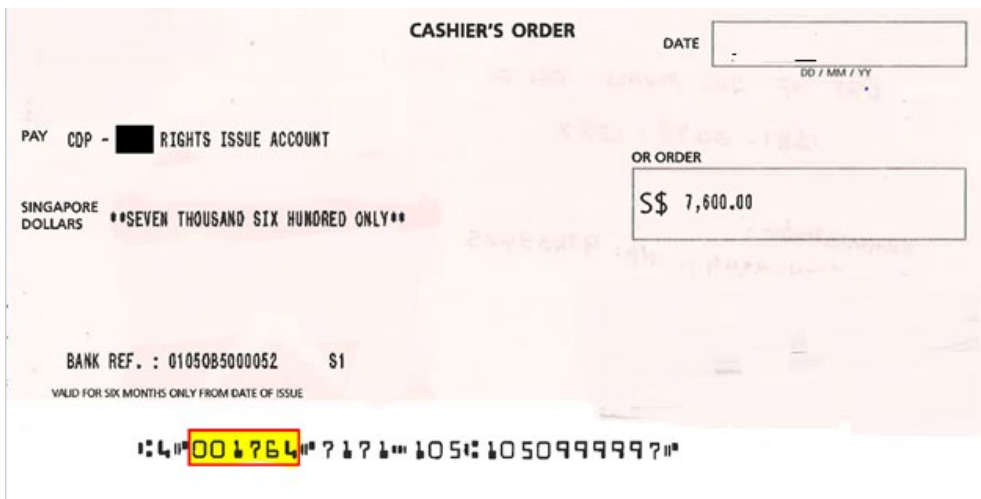 CASHIER'S ORDER
DATE
DD / MM / YY
PAY CDP - RIGHTS ISSUE ACCOUNT
OR ORDER
SINGAPORE DOLLARS **SEVEN THOUSAND SIX HUNDRED ONLY**
S$ 7,600.00
BANK REF. : 01050B5000052 S1
VALID FOR SIX MONTHS ONLY FROM DATE OF ISSUE
⑆4⑈001764⑈7171⑉105⑆1050999997⑈